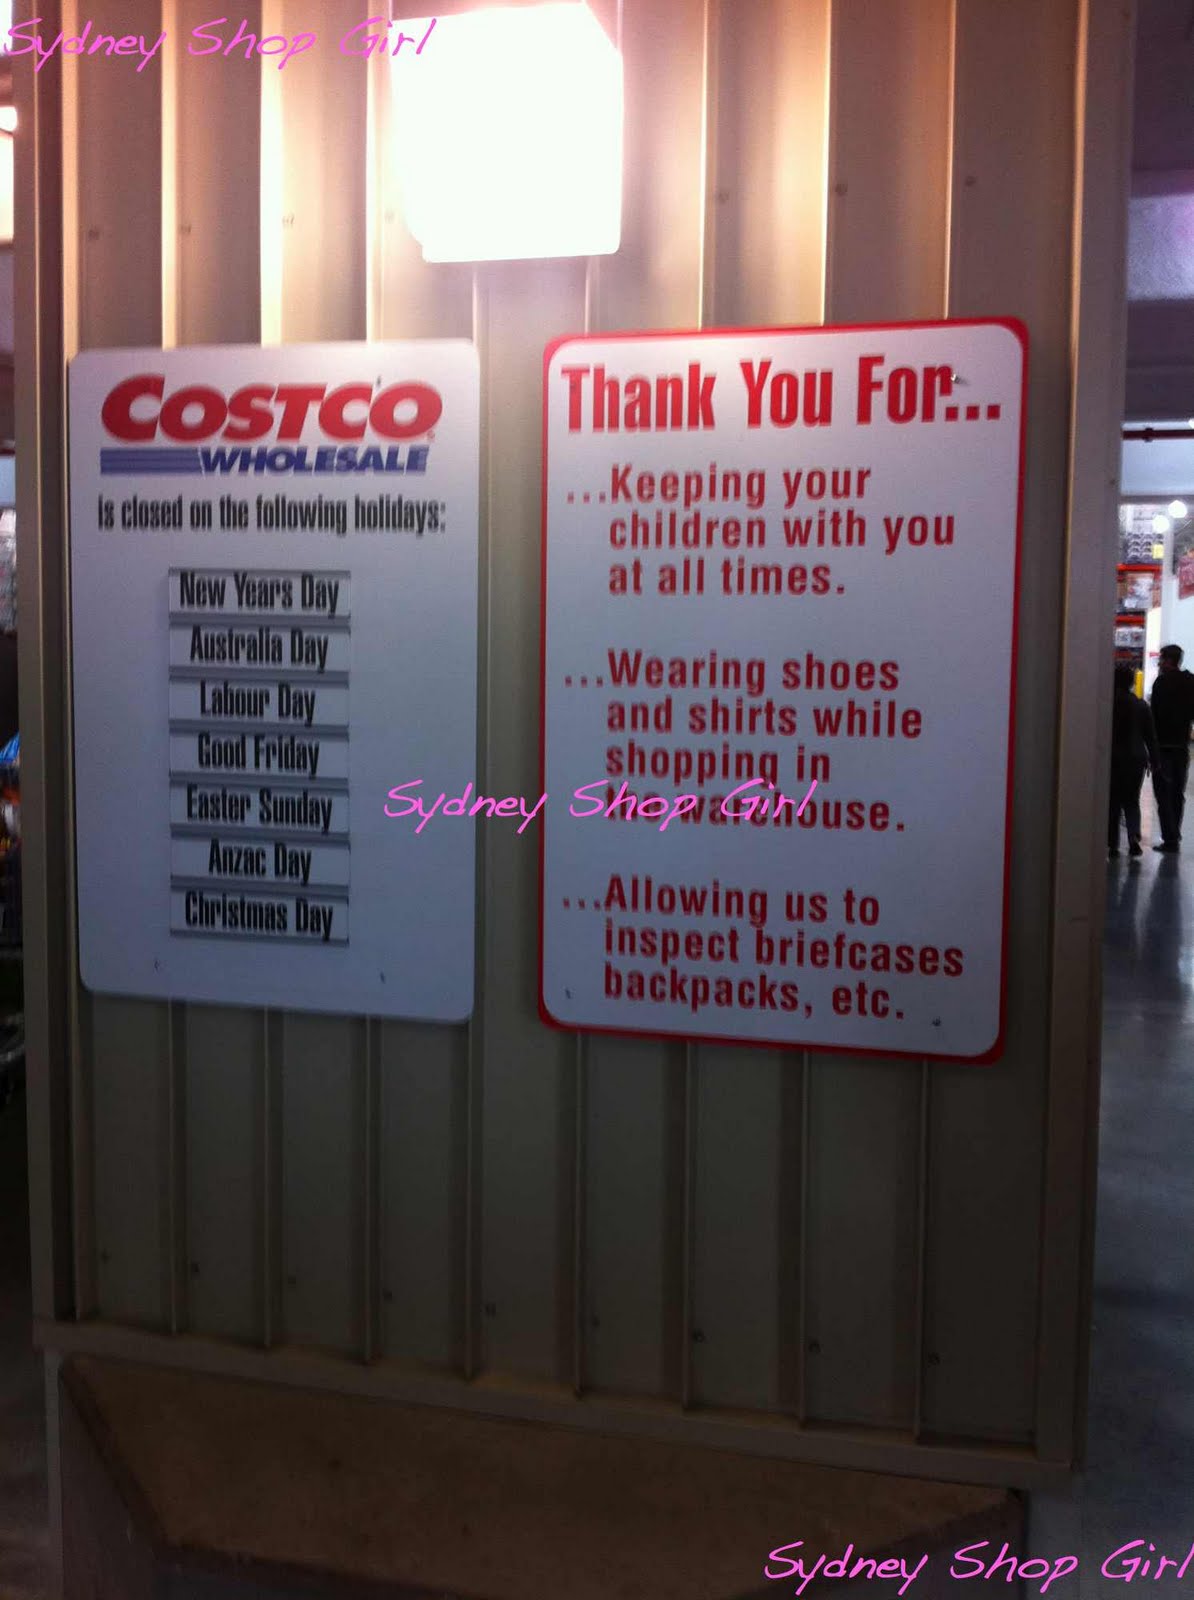 Sydney Shop Girl
COSTCO
WHOLESALE
is closed on the following holidays:
New Years Day
Australia Day
Labour Day
Good Friday
Easter Sunday
Anzac Day
Christmas Day
Thank You For...
...Keeping your
children with you
at all times.
...Wearing shoes
and shirts while
shopping in
the warehouse.
Sydney Shop Girl
...Allowing us to
inspect briefcases
backpacks, etc.
Sydney Shop Girl